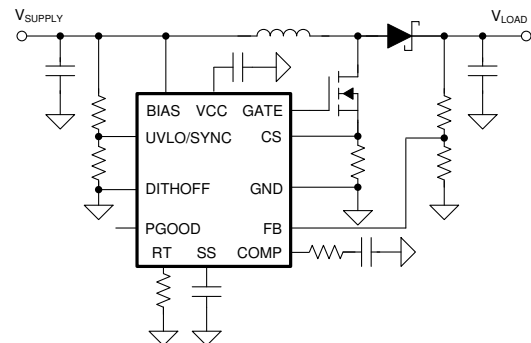 VSUPPLY
VLOAD
BIAS VCC GATE
UVLO/SYNC CS
DITHOFF GND
PGOOD FB
RT SS COMP